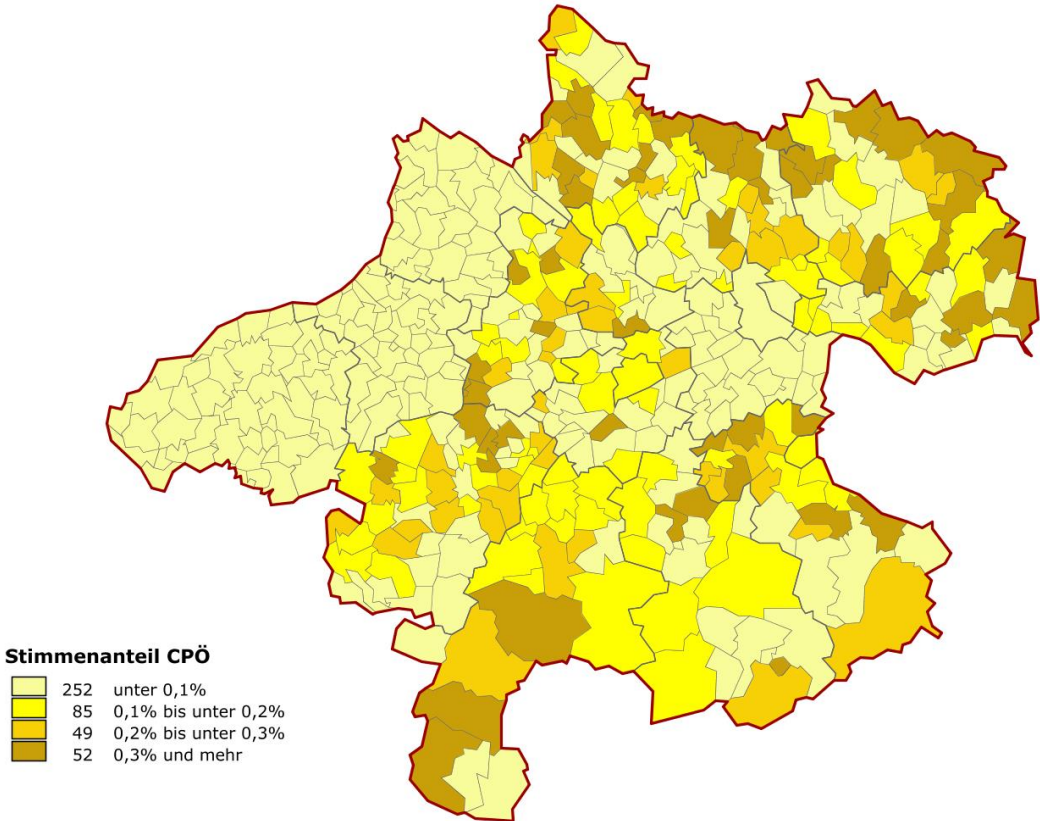 Stimmenanteil CPÖ
252 unter 0,1%
85 0,1% bis unter 0,2%
49 0,2% bis unter 0,3%
52 0,3% und mehr